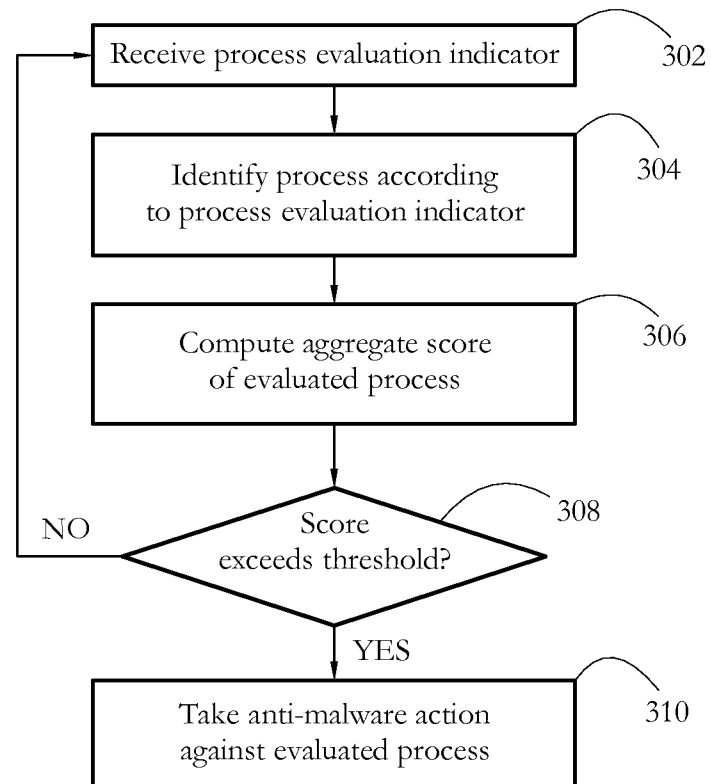 Receive process evaluation indicator
302
Identify process according
to process evaluation indicator
304
Compute aggregate score
of evaluated process
306
Score
exceeds threshold?
308
NO
YES
Take anti-malware action
against evaluated process
310